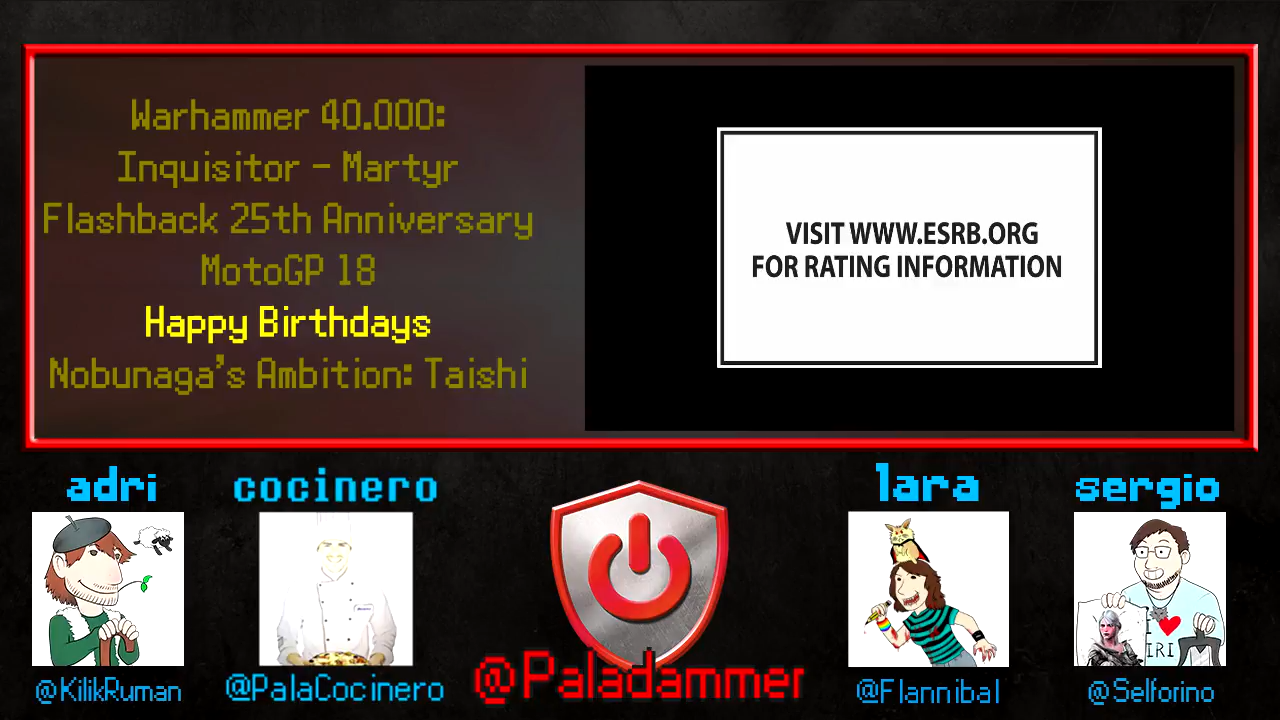 Warhammer 40.000:
Inquisitor - Martyr
Flashback 25th Anniversary
MotoGP 18
Happy Birthdays
Nobunaga's Ambition: Taishi
VISIT WWW.ESRB.ORG
FOR RATING INFORMATION
adri
cocinero
lara
sergio
I
IRI
@KilikRuman
@PalaCocinero
@Paladammer
@Flannibal
@Selforino